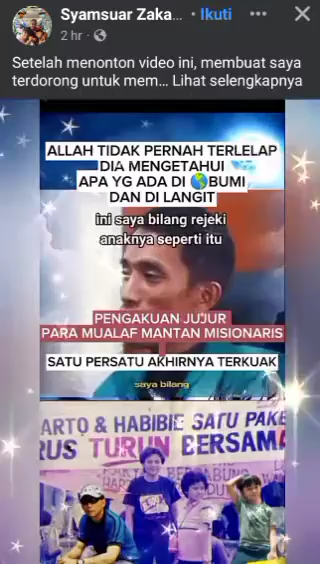 Syamsuar Zaka... • Ikuti
2 hr •
Setelah menonton video ini, membuat saya
terdorong untuk mem... Lihat selengkapnya
ALLAH TIDAK PERNAH TERLELAP
DIA MENGETAHUI
APA YG ADA DI BUMI
DAN DI LANGIT
ini saya bilang rejeki
anaknya seperti itu
PENGAKUAN JUJUR
PARA MUALAF MANTAN MISIONARIS
SATU PERSATU AKHIRNYA TERKUAK
saya bilang
ARTO & HABIBIE SATU PAKE
RUS TURUN BERSAMA